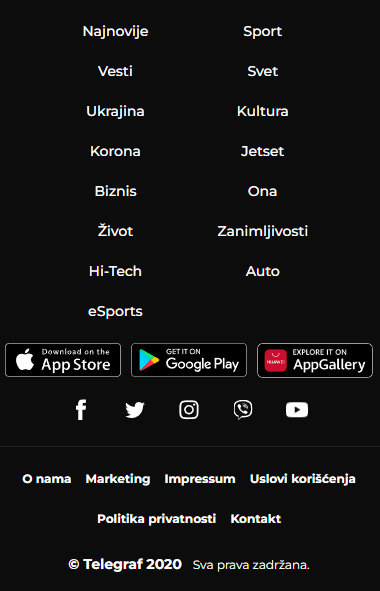 Najnovije Sport
Vesti Svet
Ukrajina Kultura
Korona Jetset
Biznis Ona
Život Zanimljivosti
Hi-Tech Auto
eSports
Download on the App Store
GET IT ON Google Play
HUAWEI EXPLORE IT ON AppGallery
O nama Marketing Impressum Uslovi korišćenja
Politika privatnosti Kontakt
© Telegraf 2020 Sva prava zadržana.